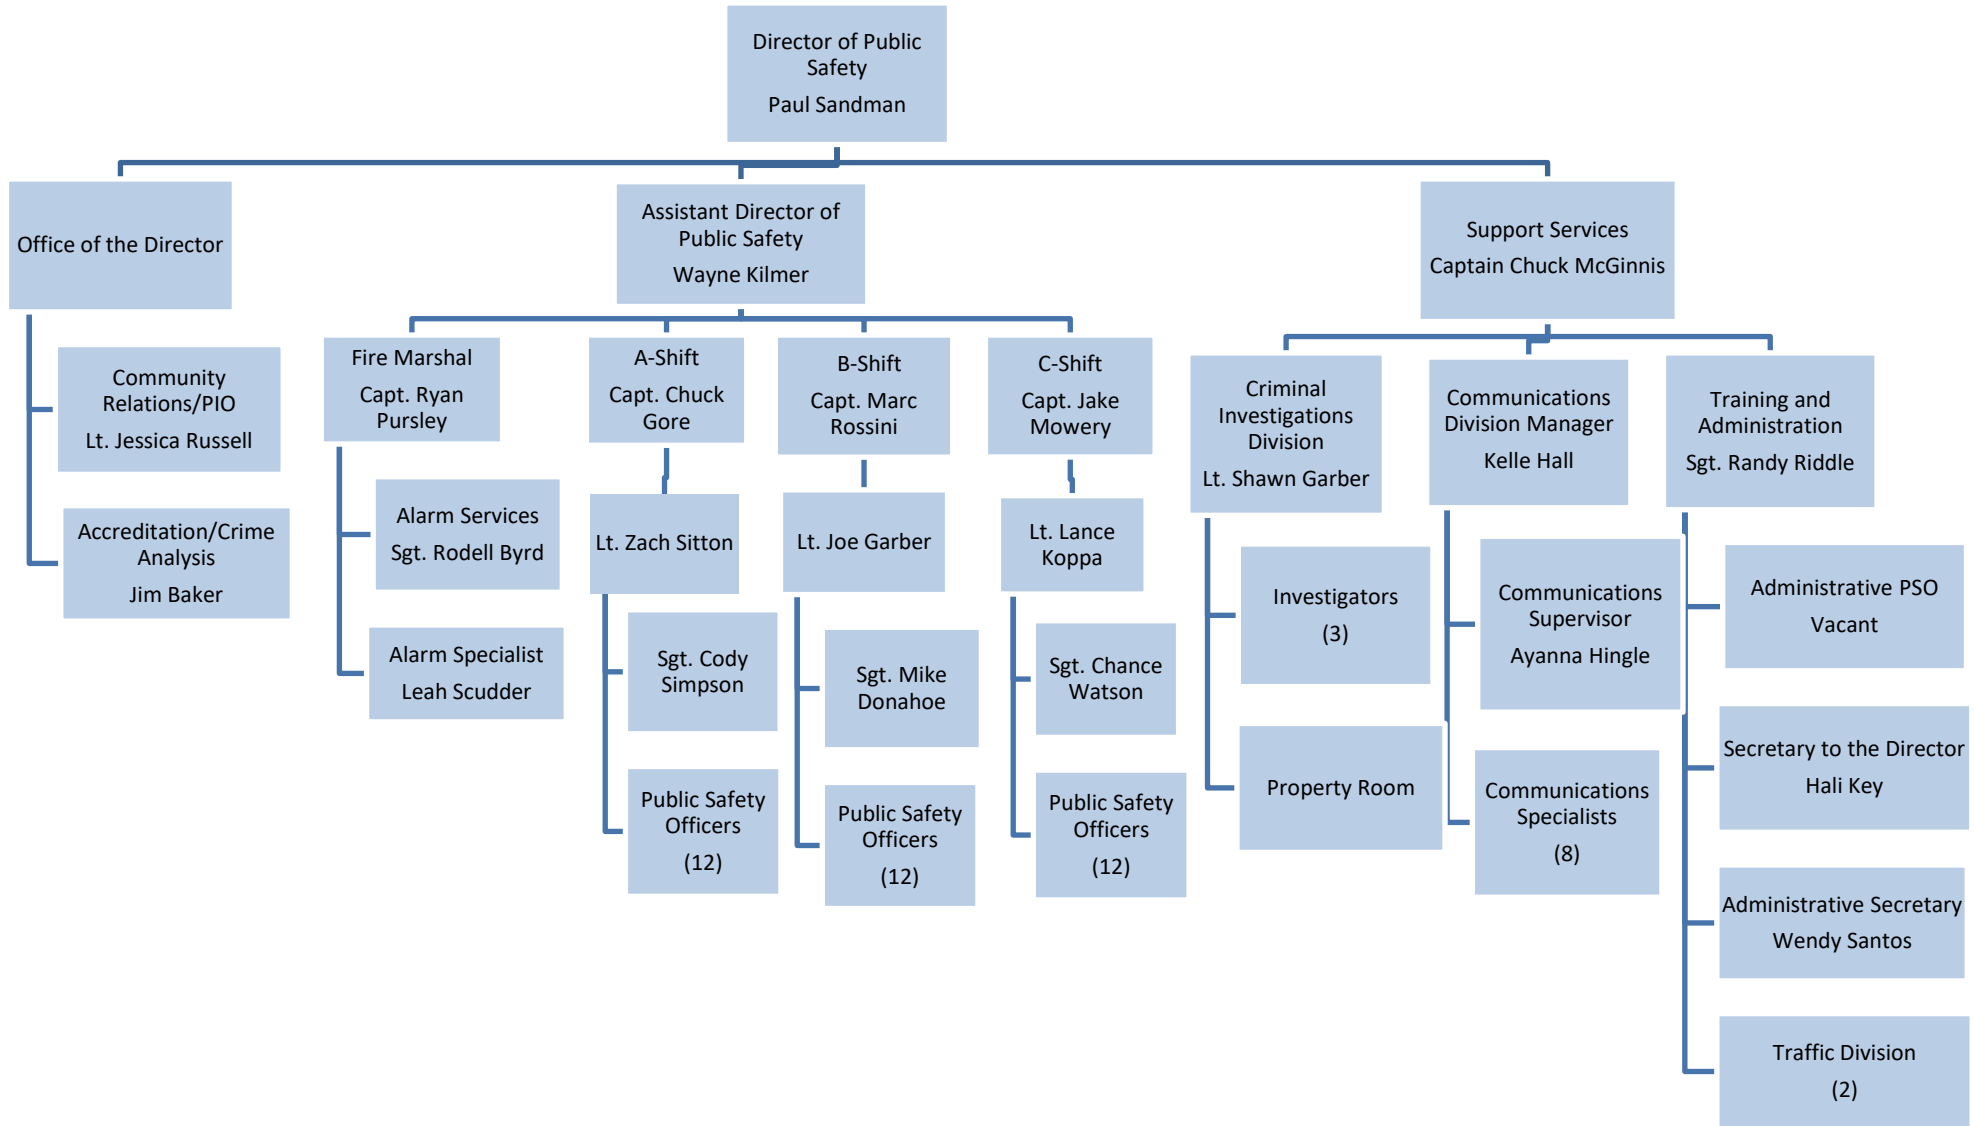 Director of Public
Safety
Paul Sandman
Office of the Director
Assistant Director of
Public Safety
Wayne Kilmer
Support Services
Captain Chuck McGinnis
Community
Relations/PIO
Lt. Jessica Russell
Accreditation/Crime
Analysis
Jim Baker
Fire Marshal
Capt. Ryan
Pursley
Alarm Services
Sgt. Rodell Byrd
Alarm Specialist
Leah Scudder
A-Shift
Capt. Chuck
Gore
Lt. Zach Sitton
Sgt. Cody
Simpson
Public Safety
Officers
(12)
B-Shift
Capt. Marc
Rossini
Lt. Joe Garber
Sgt. Mike
Donahoe
Public Safety
Officers
(12)
C-Shift
Capt. Jake
Mowery
Lt. Lance
Koppa
Sgt. Chance
Watson
Public Safety
Officers
(12)
Criminal
Investigations
Division
Lt. Shawn Garber
Investigators
(3)
Property Room
Communications
Division Manager
Kelle Hall
Communications
Supervisor
Ayanna Hingle
Communications
Specialists
(8)
Training and
Administration
Sgt. Randy Riddle
Administrative PSO
Vacant
Secretary to the Director
Hali Key
Administrative Secretary
Wendy Santos
Traffic Division
(2)